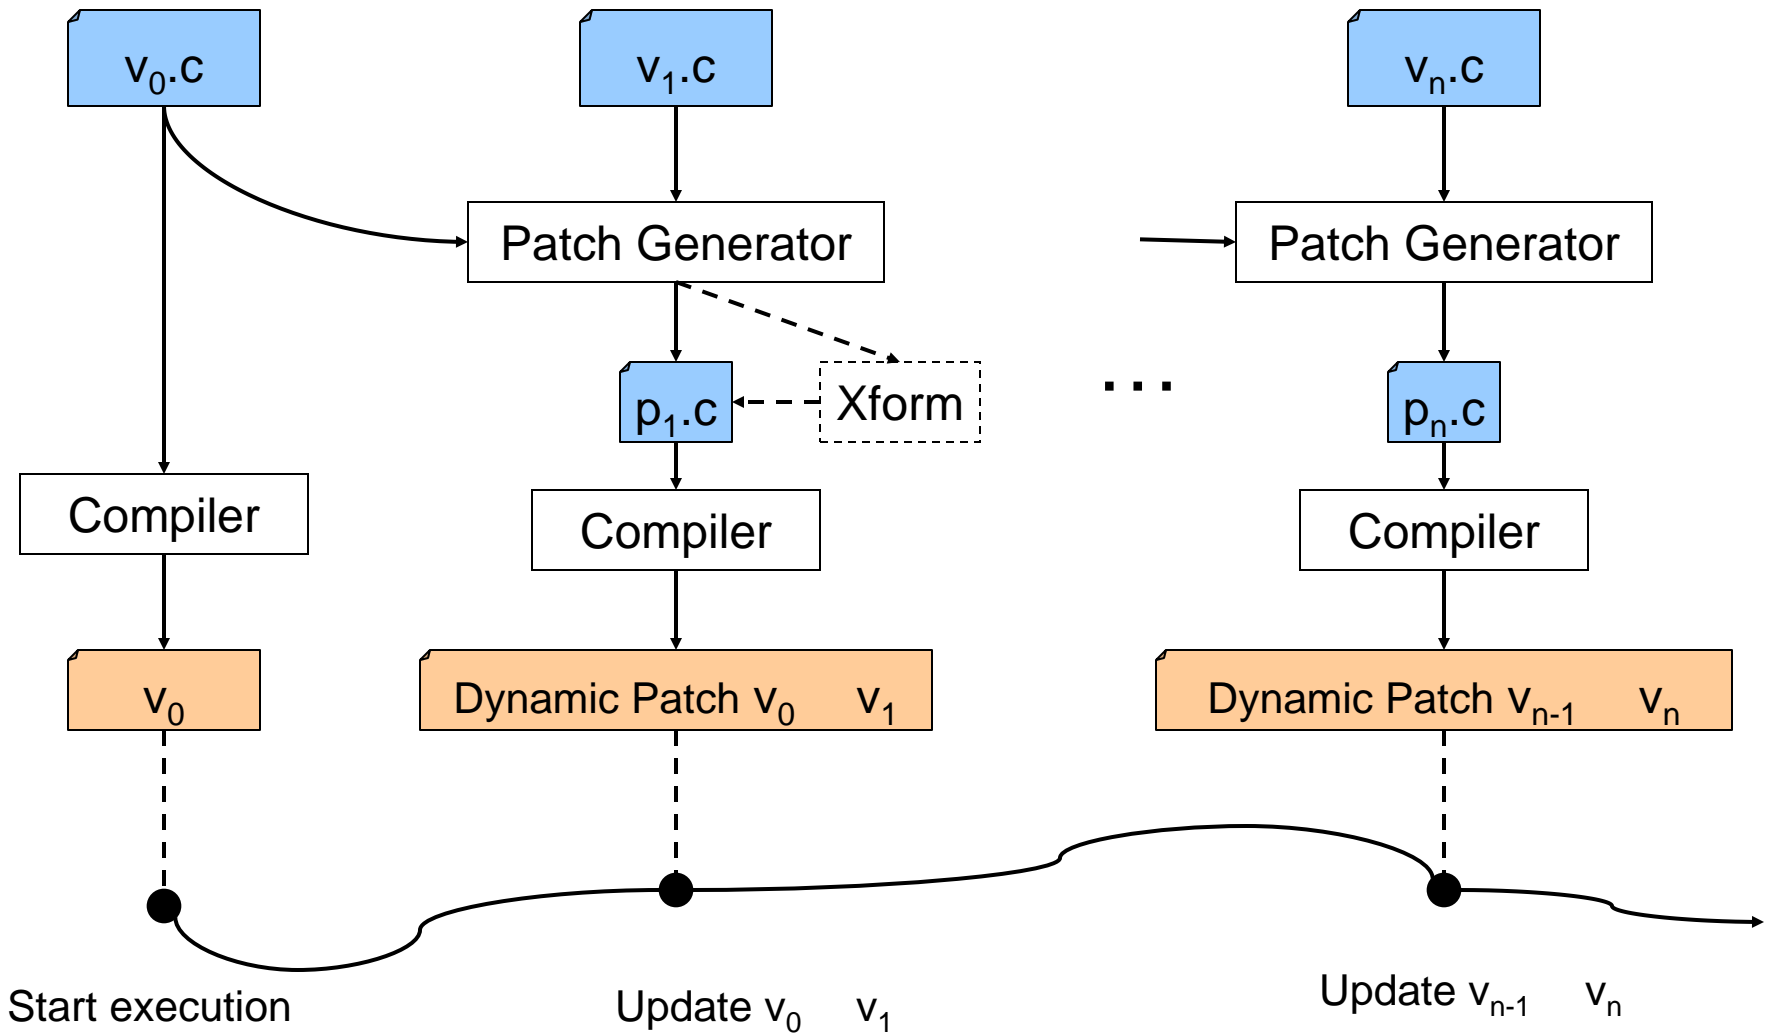 v₀.c
v₁.c
vₙ.c
Patch Generator
Patch Generator
p₁.c
Xform
...
pₙ.c
Compiler
Compiler
Compiler
v₀
Dynamic Patch v₀ v₁
Dynamic Patch vₙ₋₁ vₙ
Start execution
Update v₀ v₁
Update vₙ₋₁ vₙ